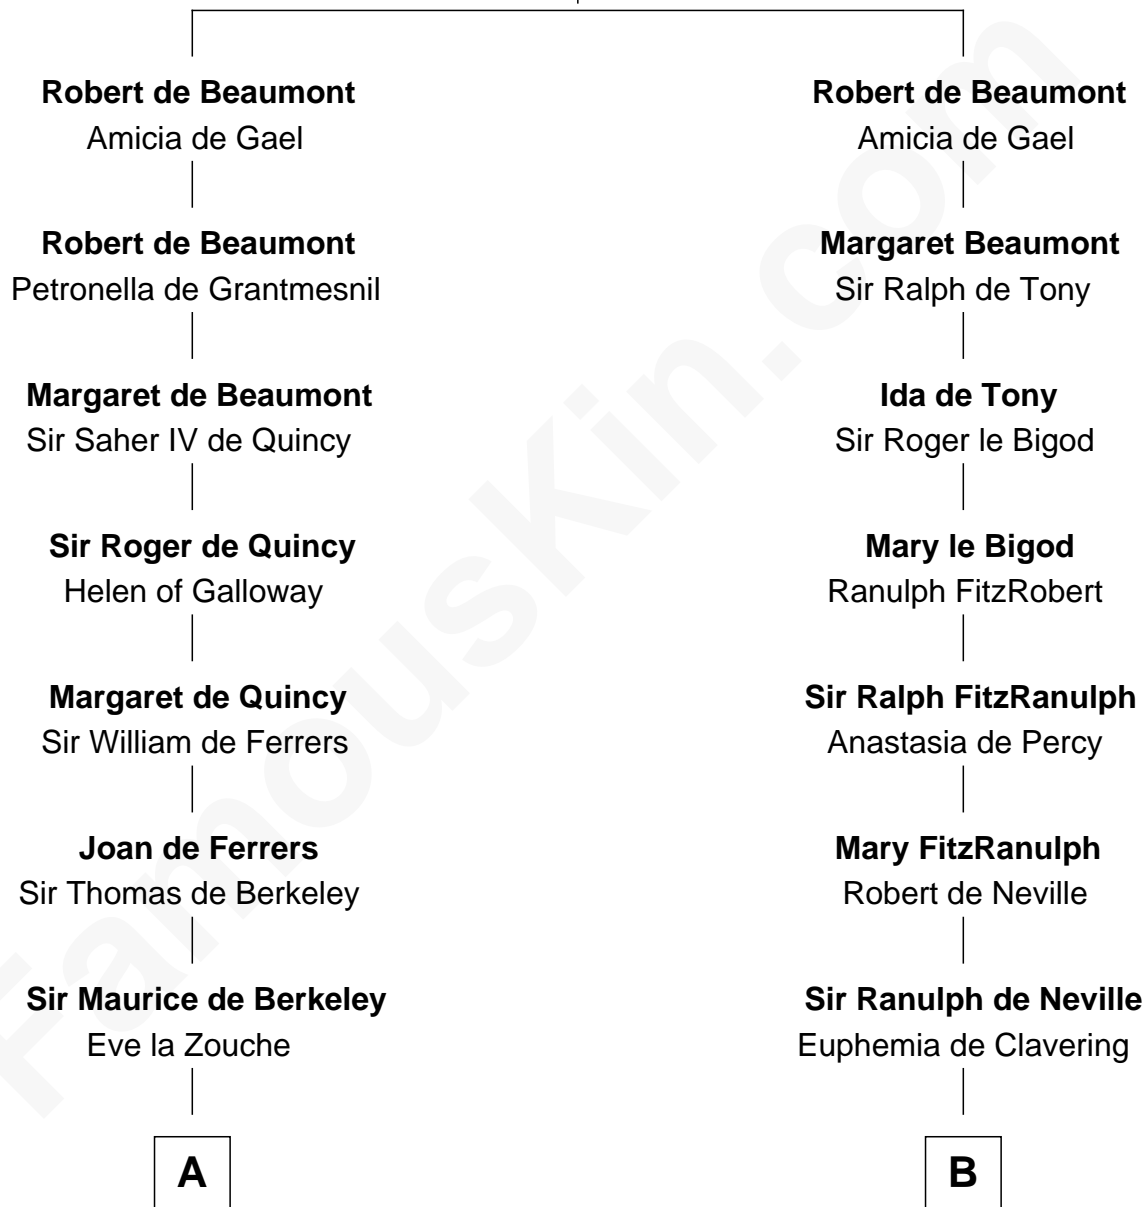 Robert de Beaumont
Amicia de Gael
Robert de Beaumont
Petronella de Grantmesnil
Margaret de Beaumont
Sir Saher IV de Quincy
Sir Roger de Quincy
Helen of Galloway
Margaret de Quincy
Sir William de Ferrers
Joan de Ferrers
Sir Thomas de Berkeley
Sir Maurice de Berkeley
Eve la Zouche
A
Robert de Beaumont
Amicia de Gael
Margaret Beaumont
Sir Ralph de Tony
Ida de Tony
Sir Roger le Bigod
Mary le Bigod
Ranulph FitzRobert
Sir Ralph FitzRanulph
Anastasia de Percy
Mary FitzRanulph
Robert de Neville
Sir Ranulph de Neville
Euphemia de Clavering
B
FamousKin.com